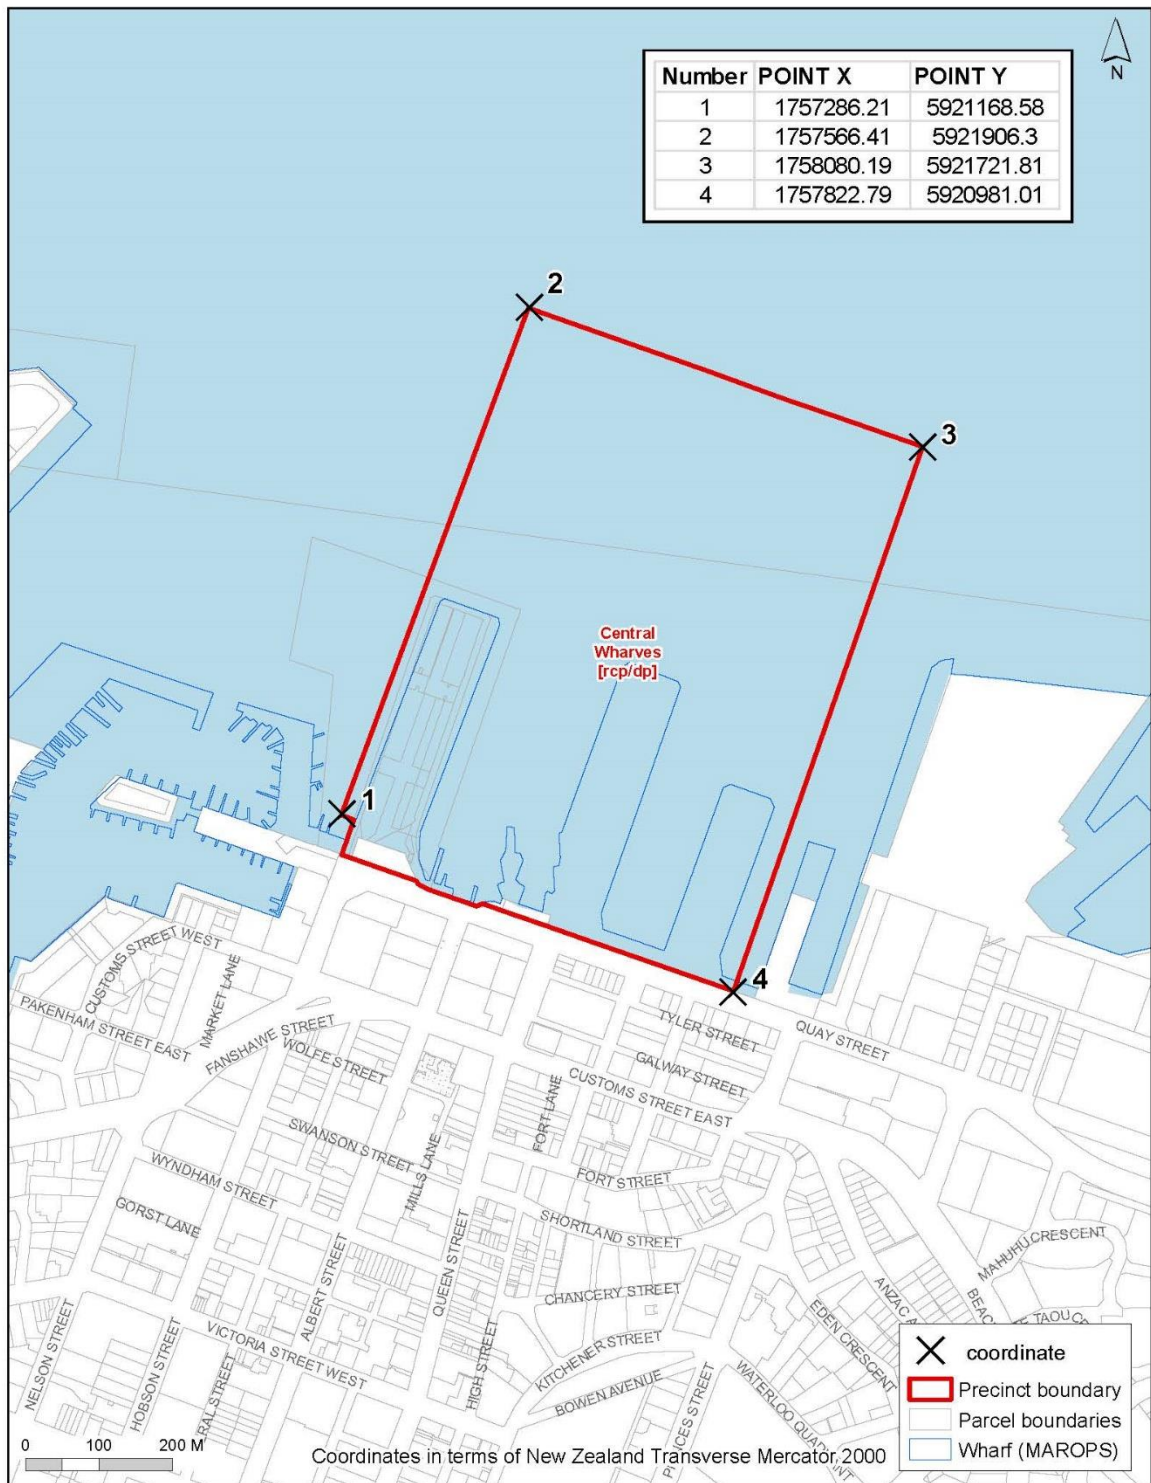 N
Number POINT X POINT Y
1 1757286.21 5921168.58
2 1757566.41 5921906.3
3 1758080.19 5921721.81
4 1757822.79 5920981.01
2
3
Central
Wharves
[rcp/dp]
1
4
CUSTOMS STREET WEST
MARKET LANE
PAKENHAM STREET EAST
FANSHAWE STREET
WOLFE STREET
TYLER STREET
QUAY STREET
GALWAY STREET
CUSTOMS STREET EAST
FORT LANE
SWANSON STREET
MILLS LANE
WYNDHAM STREET
FORT STREET
GORST LANE
SHORTLAND STREET
MAHUHU CRESCENT
ALBERT STREET
QUEEN STREET
CHANCERY STREET
ANZAC A
BEAC
E TAOU CR
EDEN CRESCENT
NELSON STREET
HOBSON STREET
VICTORIA STREET WEST
RAL STREET
HIGH STREET
KITCHENER STREET
BOWEN AVENUE
WATERLOO QUADRANT
coordinate
Precinct boundary
Parcel boundaries
Wharf (MAROPS)
0 100 200 M
Coordinates in terms of New Zealand Transverse Mercator 2000